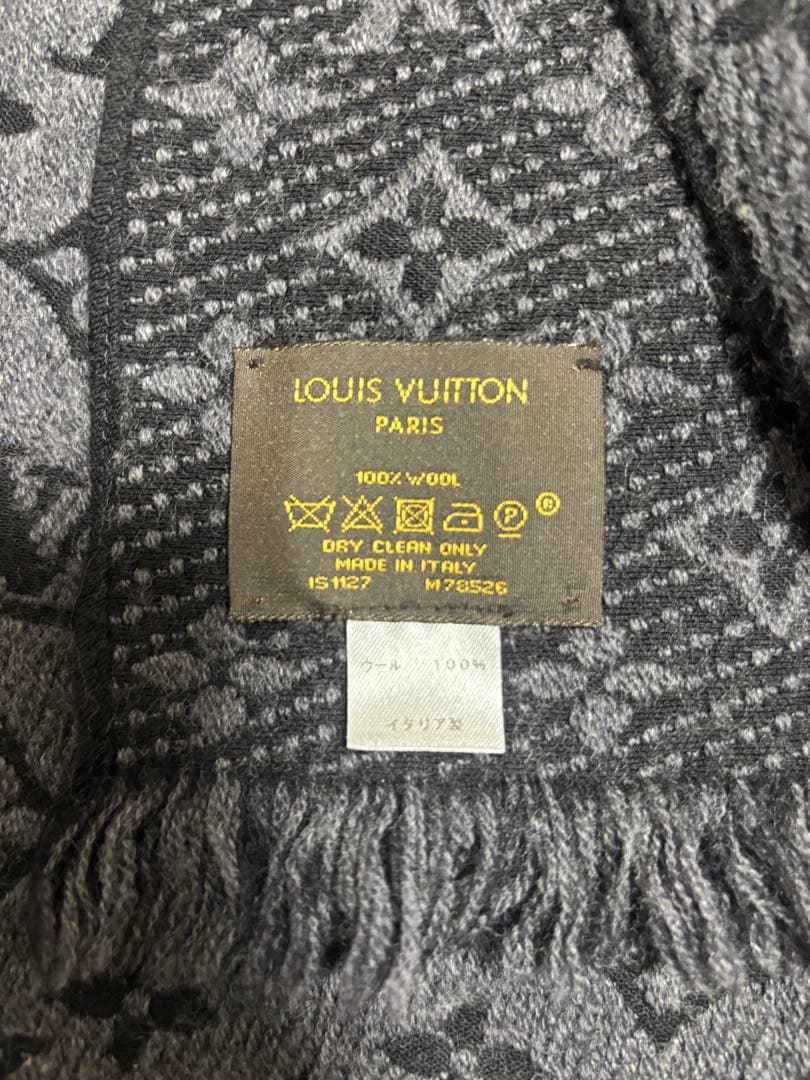 LOUIS VUITTON
PARIS
100% WOOL
P ®
DRY CLEAN ONLY
MADE IN ITALY
IS1127 M78526
ウール 100%
イタリア製